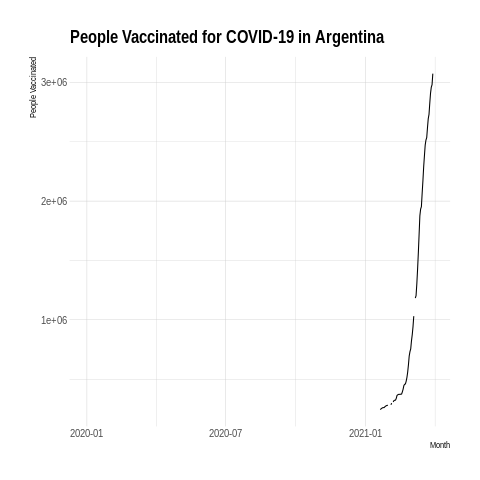 People Vaccinated for COVID-19 in Argentina
People Vaccinated
3e+06
2e+06
1e+06
2020-01
2020-07
2021-01
Month